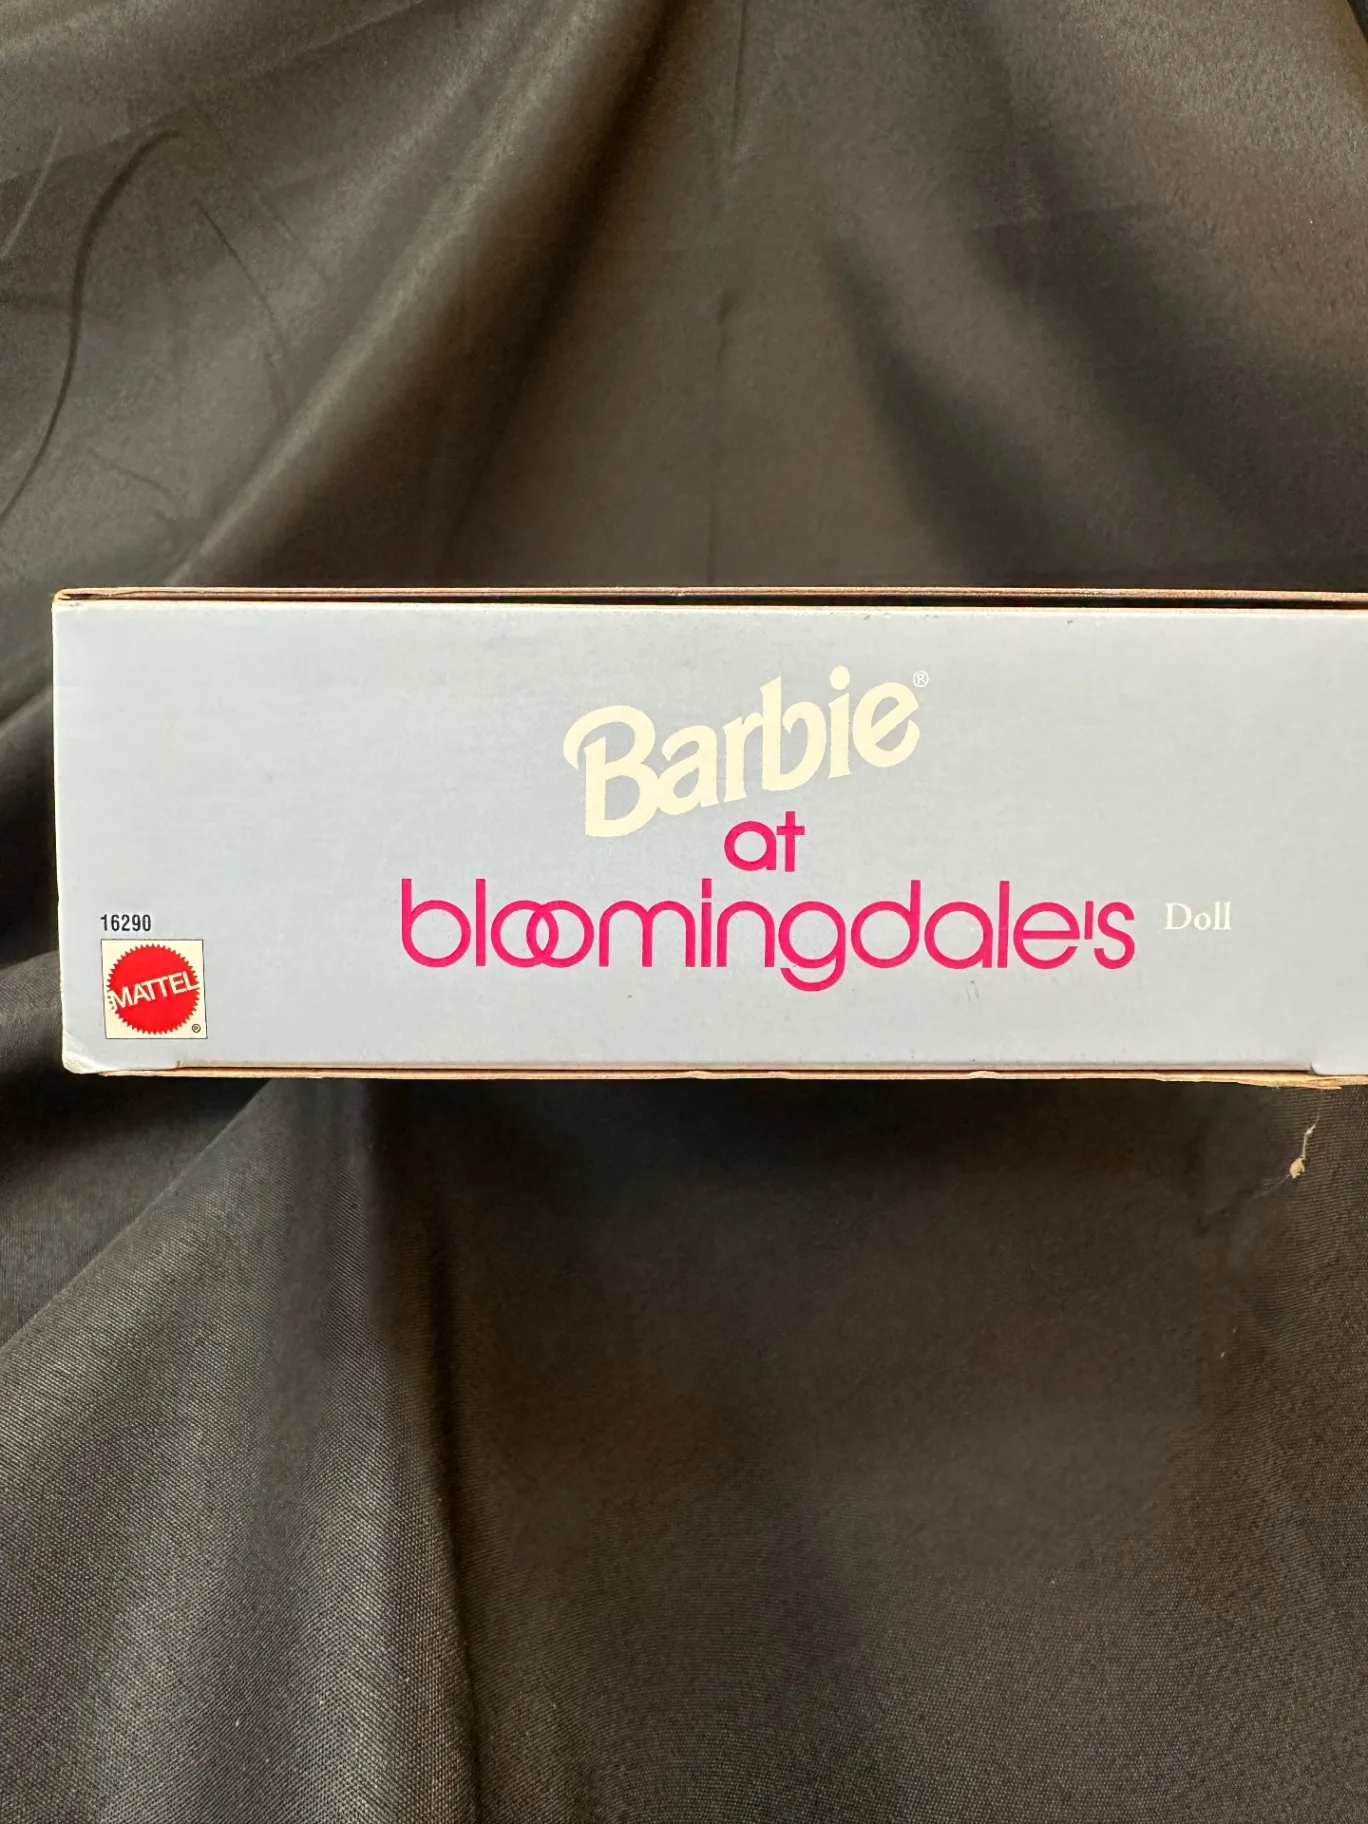 Barbie®
at
bloomingdale's Doll
16290
MATTEL
®